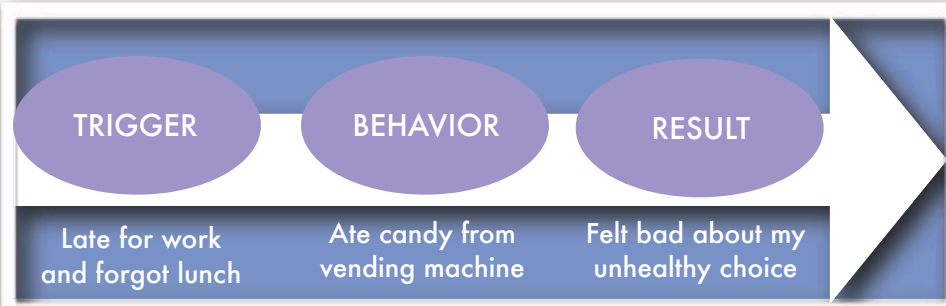 TRIGGER
BEHAVIOR
RESULT
Late for work
and forgot lunch
Ate candy from
vending machine
Felt bad about my
unhealthy choice